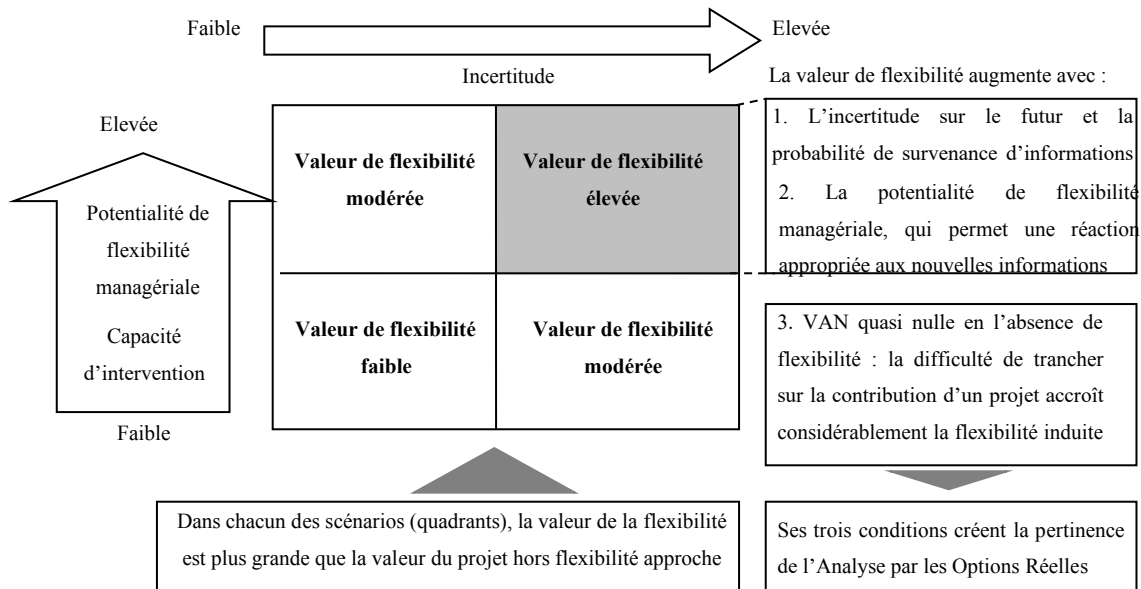 Faible
Elevée
Incertitude
La valeur de flexibilité augmente avec :
Elevée
Potentialité de
flexibilité
managériale
Capacité
d’intervention
Faible
Valeur de flexibilité
modérée
Valeur de flexibilité
élevée
Valeur de flexibilité
faible
Valeur de flexibilité
modérée
1. L’incertitude sur le futur et la
probabilité de survenance d’informations
2. La potentialité de flexibilité
managériale, qui permet une réaction
appropriée aux nouvelles informations
3. VAN quasi nulle en l’absence de
flexibilité : la difficulté de trancher
sur la contribution d’un projet accroît
considérablement la flexibilité induite
Dans chacun des scénarios (quadrants), la valeur de la flexibilité
est plus grande que la valeur du projet hors flexibilité approche
Ses trois conditions créent la pertinence
de l’Analyse par les Options Réelles